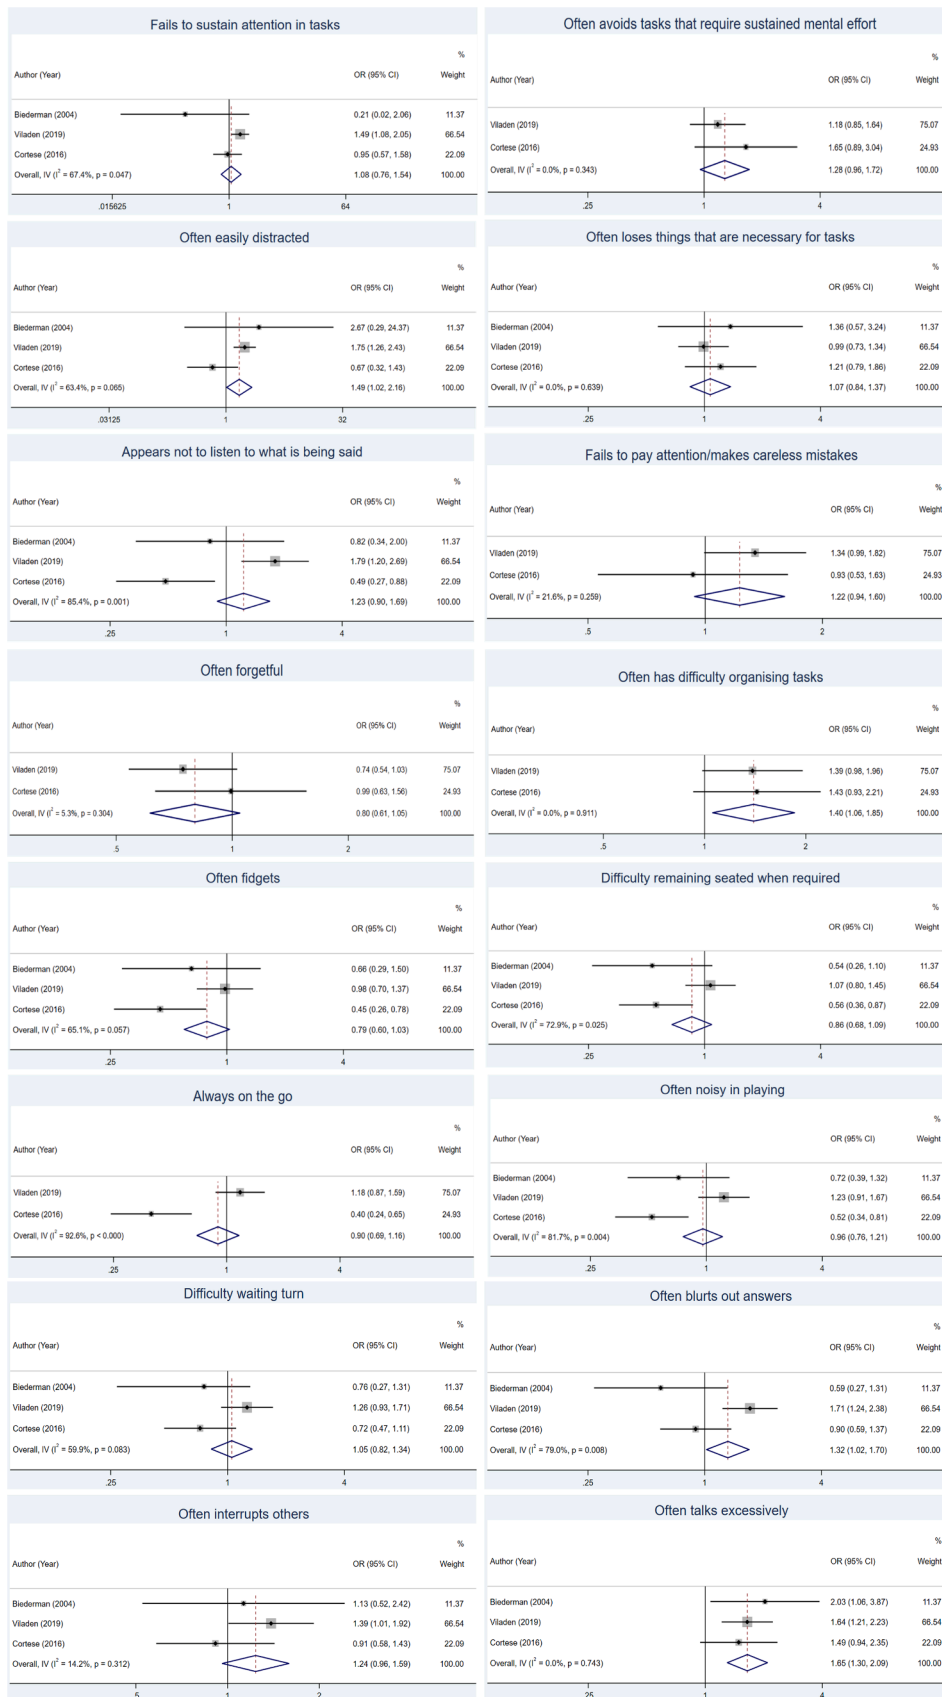 Fails to sustain attention in tasks
%
Author (Year) OR (95% CI) Weight
Biederman (2004) 0.21 (0.02, 2.06) 11.37
Viladen (2019) 1.49 (1.08, 2.05) 66.54
Cortese (2016) 0.95 (0.57, 1.58) 22.09
Overall, IV (I² = 67.4%, p = 0.047) 1.08 (0.76, 1.54) 100.00
.015625 1 64
Often avoids tasks that require sustained mental effort
%
Author (Year) OR (95% CI) Weight
Viladen (2019) 1.18 (0.85, 1.64) 75.07
Cortese (2016) 1.65 (0.89, 3.04) 24.93
Overall, IV (I² = 0.0%, p = 0.343) 1.28 (0.96, 1.72) 100.00
.25 1 4
Often easily distracted
%
Author (Year) OR (95% CI) Weight
Biederman (2004) 2.67 (0.29, 24.37) 11.37
Viladen (2019) 1.75 (1.26, 2.43) 66.54
Cortese (2016) 0.67 (0.32, 1.43) 22.09
Overall, IV (I² = 63.4%, p = 0.065) 1.49 (1.02, 2.16) 100.00
.03125 1 32
Often loses things that are necessary for tasks
%
Author (Year) OR (95% CI) Weight
Biederman (2004) 1.36 (0.57, 3.24) 11.37
Viladen (2019) 0.99 (0.73, 1.34) 66.54
Cortese (2016) 1.21 (0.79, 1.86) 22.09
Overall, IV (I² = 0.0%, p = 0.639) 1.07 (0.84, 1.37) 100.00
.25 1 4
Appears not to listen to what is being said
%
Author (Year) OR (95% CI) Weight
Biederman (2004) 0.82 (0.34, 2.00) 11.37
Viladen (2019) 1.79 (1.20, 2.69) 66.54
Cortese (2016) 0.49 (0.27, 0.88) 22.09
Overall, IV (I² = 85.4%, p = 0.001) 1.23 (0.90, 1.69) 100.00
.25 1 4
Fails to pay attention/makes careless mistakes
%
Author (Year) OR (95% CI) Weight
Viladen (2019) 1.34 (0.99, 1.82) 75.07
Cortese (2016) 0.93 (0.53, 1.63) 24.93
Overall, IV (I² = 21.6%, p = 0.259) 1.22 (0.94, 1.60) 100.00
.5 1 2
Often forgetful
%
Author (Year) OR (95% CI) Weight
Viladen (2019) 0.74 (0.54, 1.03) 75.07
Cortese (2016) 0.99 (0.63, 1.56) 24.93
Overall, IV (I² = 5.3%, p = 0.304) 0.80 (0.61, 1.05) 100.00
.5 1 2
Often has difficulty organising tasks
%
Author (Year) OR (95% CI) Weight
Viladen (2019) 1.39 (0.98, 1.96) 75.07
Cortese (2016) 1.43 (0.93, 2.21) 24.93
Overall, IV (I² = 0.0%, p = 0.911) 1.40 (1.06, 1.85) 100.00
.5 1 2
Often fidgets
%
Author (Year) OR (95% CI) Weight
Biederman (2004) 0.66 (0.29, 1.50) 11.37
Viladen (2019) 0.98 (0.70, 1.37) 66.54
Cortese (2016) 0.45 (0.26, 0.78) 22.09
Overall, IV (I² = 65.1%, p = 0.057) 0.79 (0.60, 1.03) 100.00
.25 1 4
Difficulty remaining seated when required
%
Author (Year) OR (95% CI) Weight
Biederman (2004) 0.54 (0.26, 1.10) 11.37
Viladen (2019) 1.07 (0.80, 1.45) 66.54
Cortese (2016) 0.56 (0.36, 0.87) 22.09
Overall, IV (I² = 72.9%, p = 0.025) 0.86 (0.68, 1.09) 100.00
.25 1 4
Always on the go
%
Author (Year) OR (95% CI) Weight
Viladen (2019) 1.18 (0.87, 1.59) 75.07
Cortese (2016) 0.40 (0.24, 0.65) 24.93
Overall, IV (I² = 92.6%, p < 0.000) 0.90 (0.69, 1.16) 100.00
.25 1 4
Often noisy in playing
%
Author (Year) OR (95% CI) Weight
Biederman (2004) 0.72 (0.39, 1.32) 11.37
Viladen (2019) 1.23 (0.91, 1.67) 66.54
Cortese (2016) 0.52 (0.34, 0.81) 22.09
Overall, IV (I² = 81.7%, p = 0.004) 0.96 (0.76, 1.21) 100.00
.25 1 4
Difficulty waiting turn
%
Author (Year) OR (95% CI) Weight
Biederman (2004) 0.76 (0.27, 1.31) 11.37
Viladen (2019) 1.26 (0.93, 1.71) 66.54
Cortese (2016) 0.72 (0.47, 1.11) 22.09
Overall, IV (I² = 59.9%, p = 0.083) 1.05 (0.82, 1.34) 100.00
.25 1 4
Often blurts out answers
%
Author (Year) OR (95% CI) Weight
Biederman (2004) 0.59 (0.27, 1.31) 11.37
Viladen (2019) 1.71 (1.24, 2.38) 66.54
Cortese (2016) 0.90 (0.59, 1.37) 22.09
Overall, IV (I² = 79.0%, p = 0.008) 1.32 (1.02, 1.70) 100.00
.25 1 4
Often interrupts others
%
Author (Year) OR (95% CI) Weight
Biederman (2004) 1.13 (0.52, 2.42) 11.37
Viladen (2019) 1.39 (1.01, 1.92) 66.54
Cortese (2016) 0.91 (0.58, 1.43) 22.09
Overall, IV (I² = 14.2%, p = 0.312) 1.24 (0.96, 1.59) 100.00
.5 1 2
Often talks excessively
%
Author (Year) OR (95% CI) Weight
Biederman (2004) 2.03 (1.06, 3.87) 11.37
Viladen (2019) 1.64 (1.21, 2.23) 66.54
Cortese (2016) 1.49 (0.94, 2.35) 22.09
Overall, IV (I² = 0.0%, p = 0.743) 1.65 (1.30, 2.09) 100.00
.25 1 4